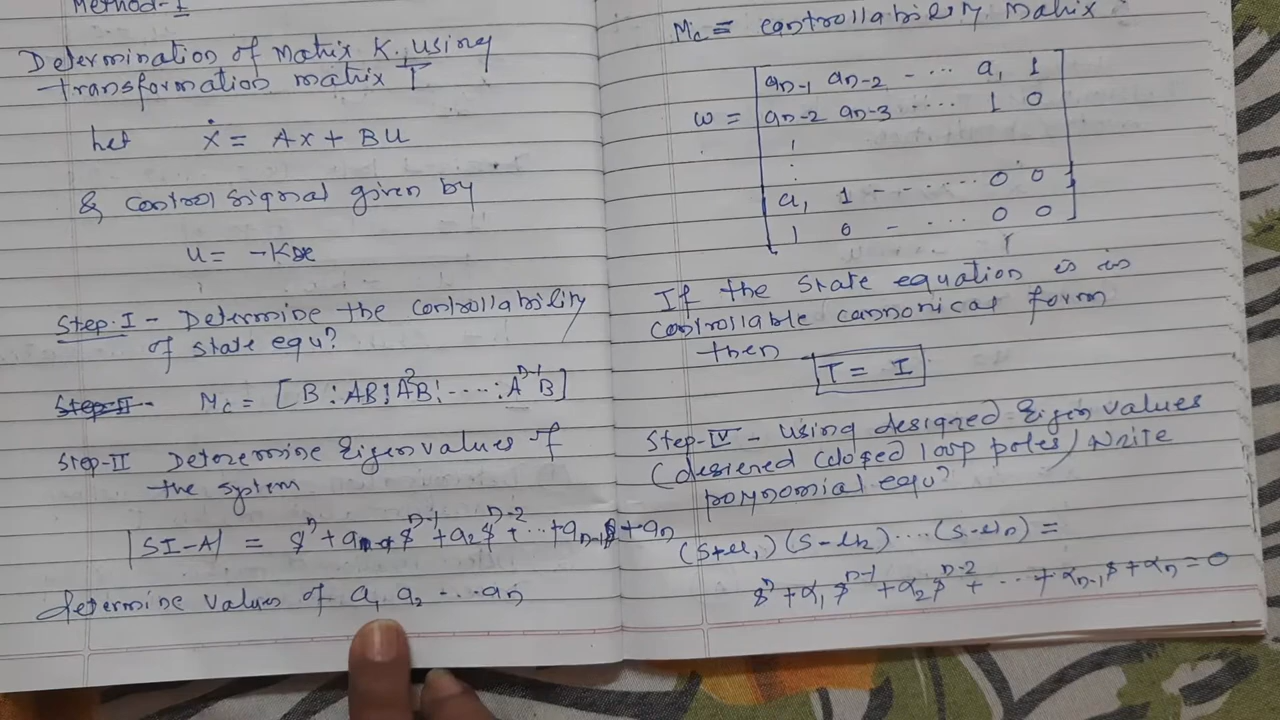 Method-I
Determination of Matrix K using
transformation matrix T
let ẋ = Ax + BU
& control signal given by
u = -Kx
Step-I - Determine the controllability
of state equ?
Step-II- Mc = [B ⋮ AB ⋮ A²B ⋮ ---- ⋮ Aⁿ⁻¹B]
Step-II Deteremine Eigen values of
the system
|SI-A| = sⁿ + a sⁿ⁻¹ + a₂sⁿ⁻² + ... + aₙ₋₁s + aₙ
determine values of a₁ a₂ ... an
Mc = controllability Matrix
w = [ an-1 an-2 - ... a₁ 1
an-2 an-3 .... 1 0
⋮
a₁ 1 - - ..... 0 0
1 0 - ... 0 0 ]
If the state equation is in
controllable cannonical form
then T = I
Step-IV - Using designed Eigen values
(desiered closed loop poles) Write
polynomial equ?
(S+μ₁)(S-μ₂)....(S-μn) =
sⁿ + α₁sⁿ⁻¹ + α₂sⁿ⁻² + ... + αn-1 s + αn = 0